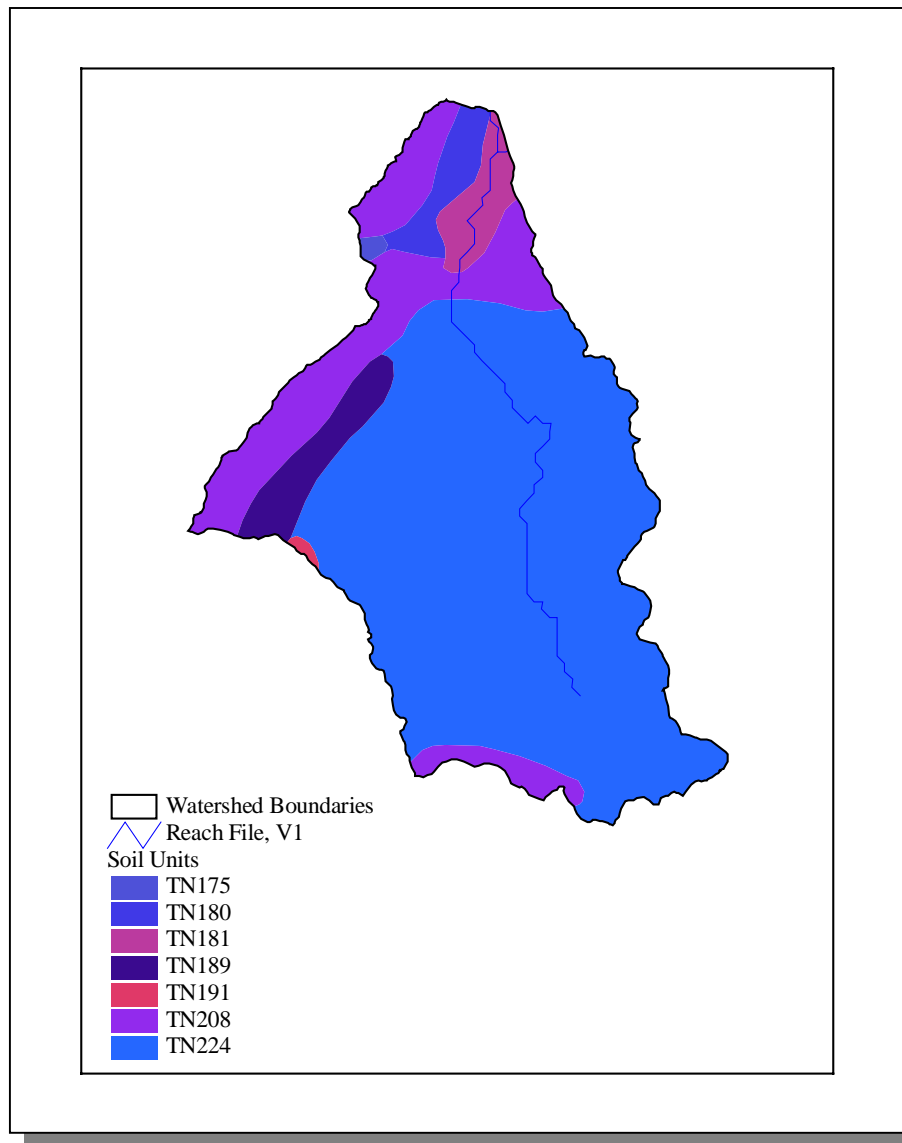 Watershed Boundaries
Reach File, V1
Soil Units
TN175
TN180
TN181
TN189
TN191
TN208
TN224